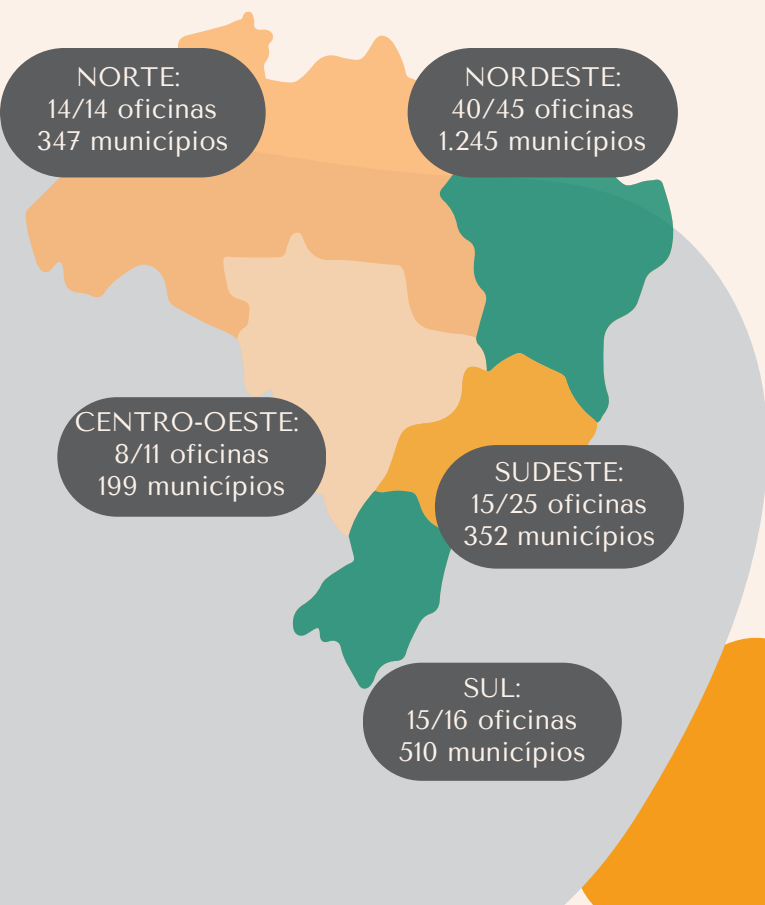 NORTE:
14/14 oficinas
347 municípios
NORDESTE:
40/45 oficinas
1.245 municípios
CENTRO-OESTE:
8/11 oficinas
199 municípios
SUDESTE:
15/25 oficinas
352 municípios
SUL:
15/16 oficinas
510 municípios